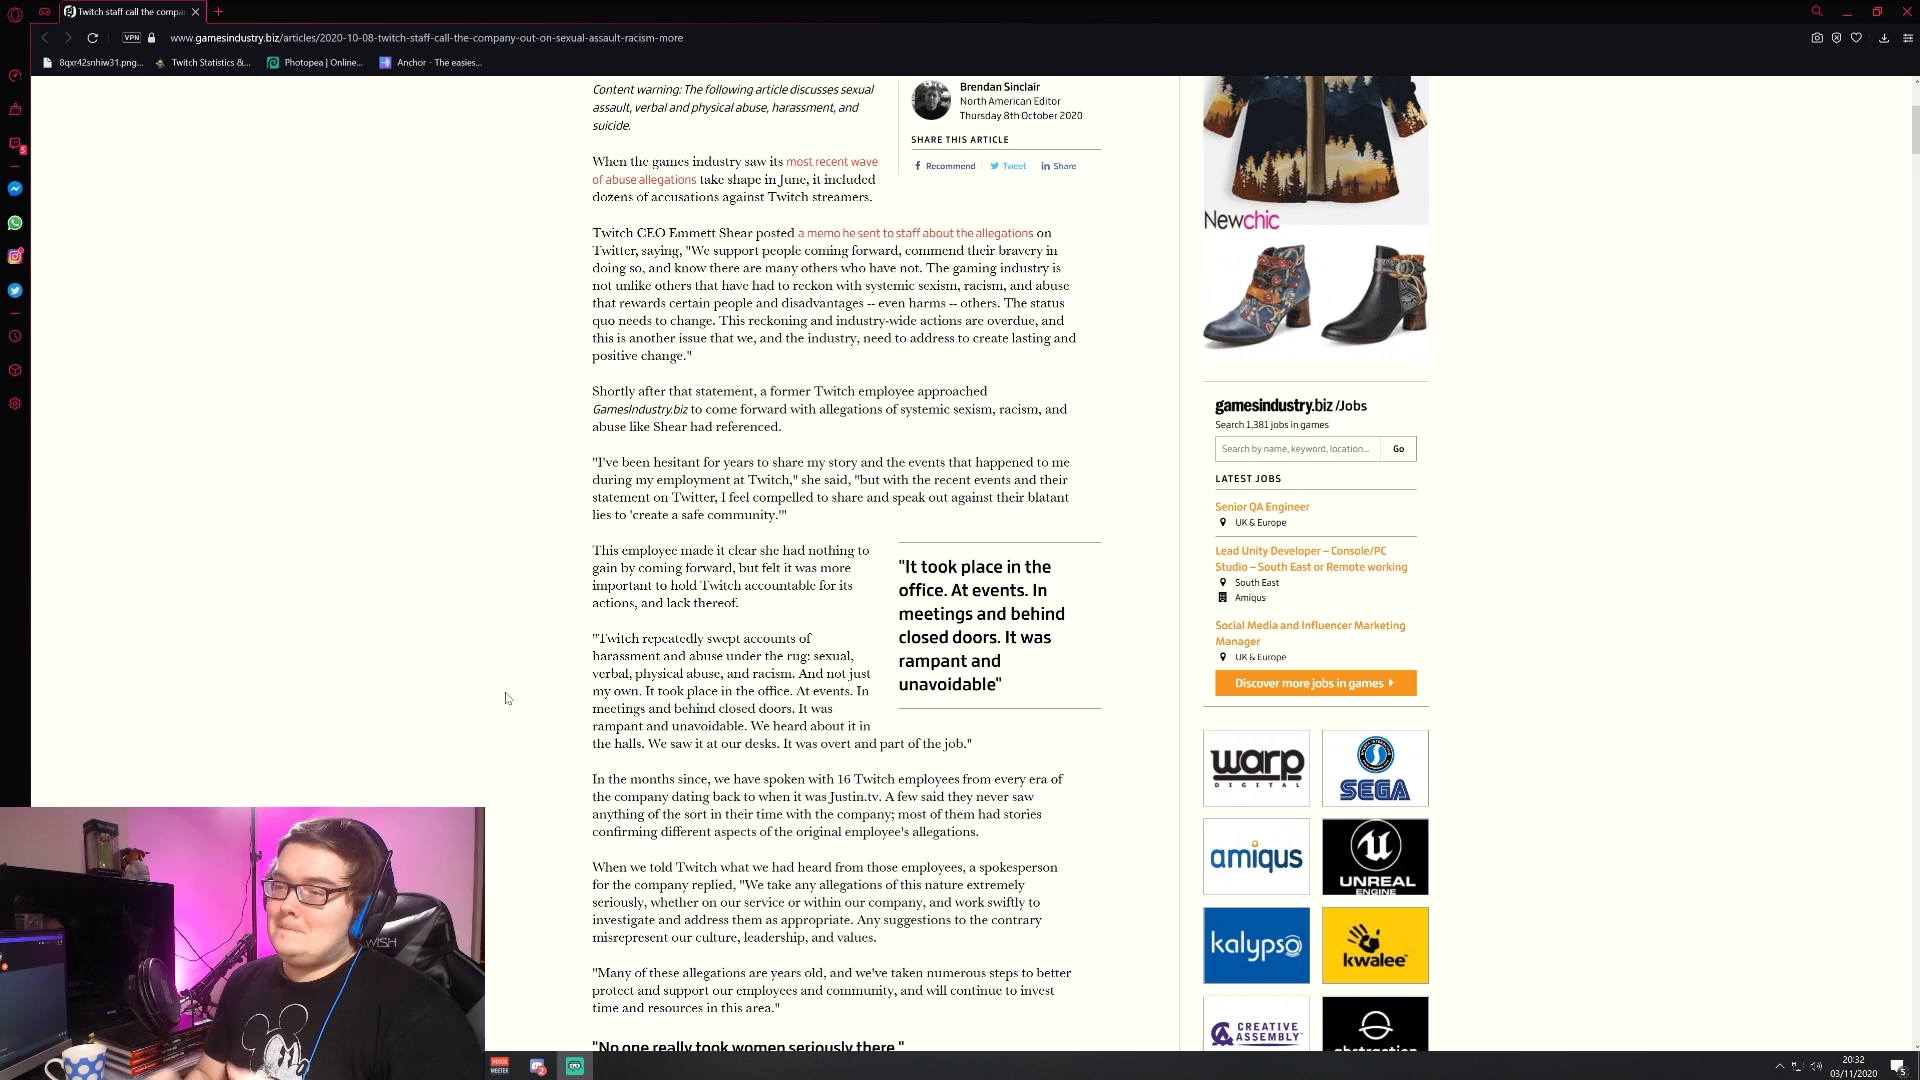 Twitch staff call the compa
VPN
www.gamesindustry.biz/articles/2020-10-08-twitch-staff-call-the-company-out-on-sexual-assault-racism-more
8qxr42snhiw31.png...
Twitch Statistics &...
Photopea | Online...
Anchor - The easies...
Content warning: The following article discusses sexual
assault, verbal and physical abuse, harassment, and
suicide.
Brendan Sinclair
North American Editor
Thursday 8th October 2020
SHARE THIS ARTICLE
Recommend
Tweet
Share
When the games industry saw its most recent wave
of abuse allegations take shape in June, it included
dozens of accusations against Twitch streamers.
Twitch CEO Emmett Shear posted a memo he sent to staff about the allegations on
Twitter, saying, "We support people coming forward, commend their bravery in
doing so, and know there are many others who have not. The gaming industry is
not unlike others that have had to reckon with systemic sexism, racism, and abuse
that rewards certain people and disadvantages -- even harms -- others. The status
quo needs to change. This reckoning and industry-wide actions are overdue, and
this is another issue that we, and the industry, need to address to create lasting and
positive change."
Shortly after that statement, a former Twitch employee approached
GamesIndustry.biz to come forward with allegations of systemic sexism, racism, and
abuse like Shear had referenced.
"I've been hesitant for years to share my story and the events that happened to me
during my employment at Twitch," she said, "but with the recent events and their
statement on Twitter, I feel compelled to share and speak out against their blatant
lies to 'create a safe community.'"
This employee made it clear she had nothing to
gain by coming forward, but felt it was more
important to hold Twitch accountable for its
actions, and lack thereof.
"Twitch repeatedly swept accounts of
harassment and abuse under the rug: sexual,
verbal, physical abuse, and racism. And not just
my own. It took place in the office. At events. In
meetings and behind closed doors. It was
rampant and unavoidable. We heard about it in
the halls. We saw it at our desks. It was overt and part of the job."
"It took place in the
office. At events. In
meetings and behind
closed doors. It was
rampant and
unavoidable"
In the months since, we have spoken with 16 Twitch employees from every era of
the company dating back to when it was Justin.tv. A few said they never saw
anything of the sort in their time with the company; most of them had stories
confirming different aspects of the original employee's allegations.
When we told Twitch what we had heard from those employees, a spokesperson
for the company replied, "We take any allegations of this nature extremely
seriously, whether on our service or within our company, and work swiftly to
investigate and address them as appropriate. Any suggestions to the contrary
misrepresent our culture, leadership, and values.
"Many of these allegations are years old, and we've taken numerous steps to better
protect and support our employees and community, and will continue to invest
time and resources in this area."
"No one really took women seriously there."
Newchic
gamesindustry.biz /Jobs
Search 1,381 jobs in games
Search by name, keyword, location...
Go
LATEST JOBS
Senior QA Engineer
UK & Europe
Lead Unity Developer – Console/PC
Studio – South East or Remote working
South East
Amiqus
Social Media and Influencer Marketing
Manager
UK & Europe
Discover more jobs in games
warp
DIGITAL
SEGA
amiqus
UNREAL
ENGINE
kalypso
kwalee
CREATIVE
ASSEMBLY
abstraction
WISH
VOICE
MEETER
20:32
03/11/2020